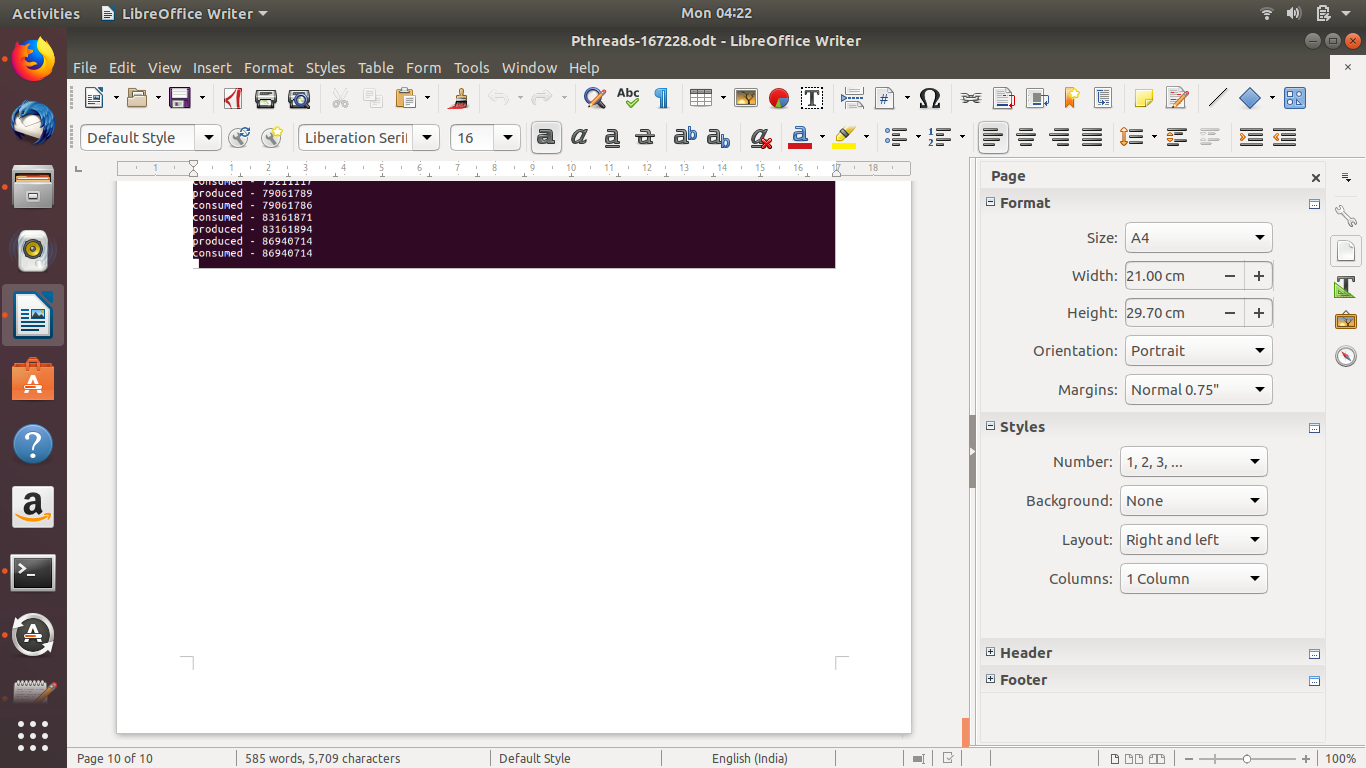 Activities LibreOffice Writer Mon 04:22
Pthreads-167228.odt - LibreOffice Writer
File Edit View Insert Format Styles Table Form Tools Window Help
Default Style Liberation Seri 16
1 1 2 3 4 5 6 7 8 9 10 11 12 13 14 15 16 17 18
produced - 79061789
consumed - 79061786
consumed - 83161871
produced - 83161894
produced - 86940714
consumed - 86940714
Page
Format
Size: A4
Width: 21.00 cm
Height: 29.70 cm
Orientation: Portrait
Margins: Normal 0.75"
Styles
Number: 1, 2, 3, ...
Background: None
Layout: Right and left
Columns: 1 Column
Header
Footer
Page 10 of 10 585 words, 5,709 characters Default Style English (India) 100%